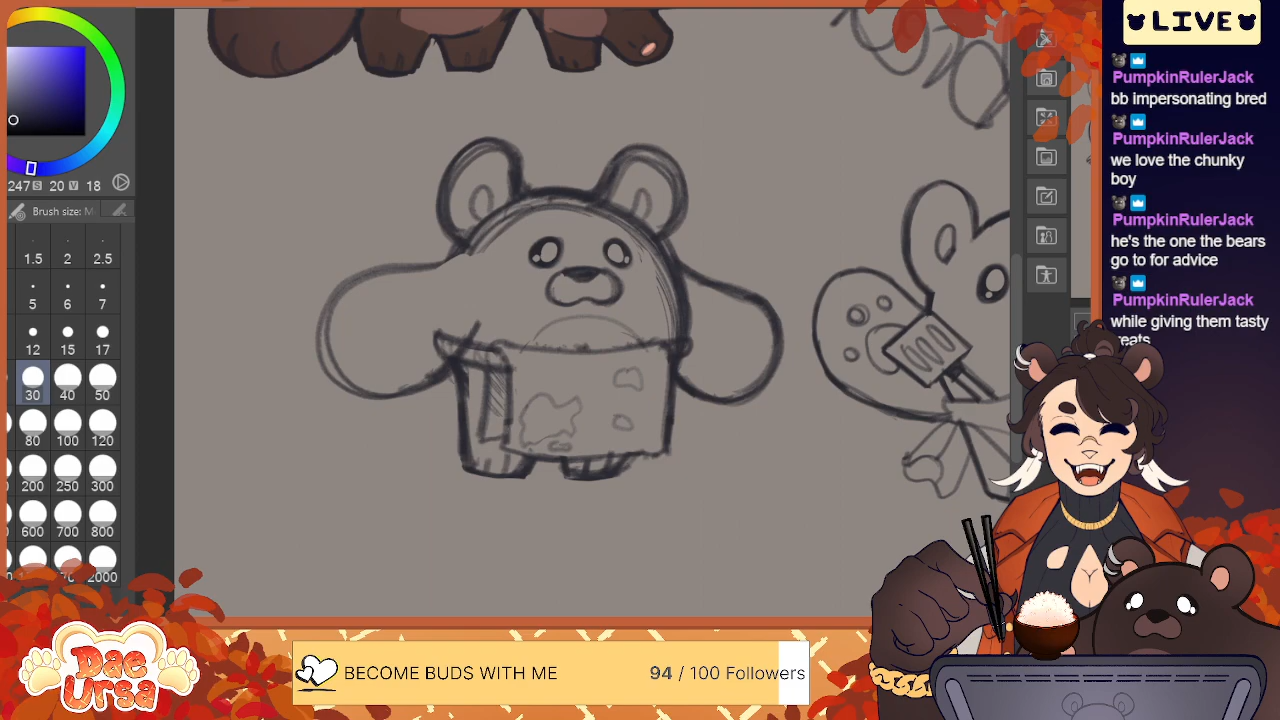 LIVE
PumpkinRulerJack
bb impersonating bred
PumpkinRulerJack
we love the chunky
boy
PumpkinRulerJack
he's the one the bears
go to for advice
PumpkinRulerJack
while giving them tasty
treats
247 S 20 V 18
Brush size: M
1.5 2 2.5
5 6 7
12 15 17
30 40 50
80 100 120
200 250 300
600 700 800
2000
Dae
Ursa
BECOME BUDS WITH ME
94 / 100 Followers